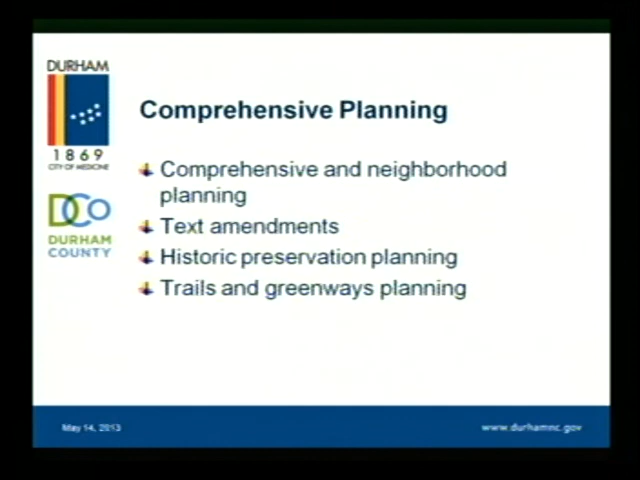 DURHAM
1869
CITY OF MEDICINE
DCO
DURHAM
COUNTY
Comprehensive Planning
Comprehensive and neighborhood
planning
Text amendments
Historic preservation planning
Trails and greenways planning
May 14, 2013
www.durhamnc.gov